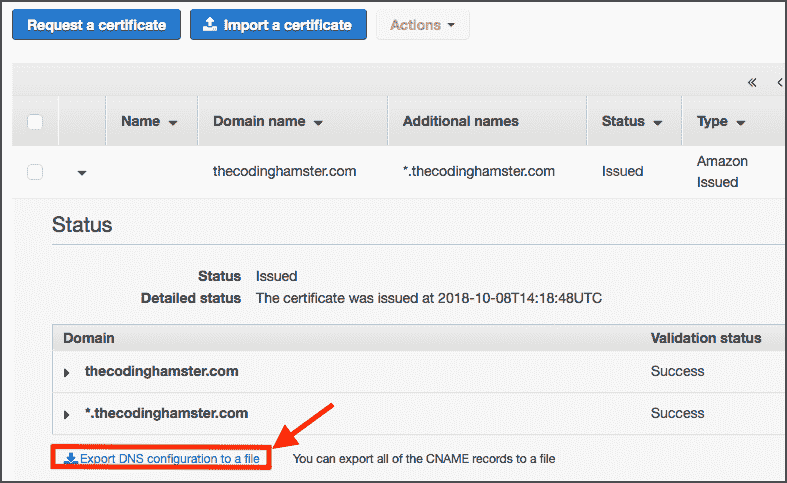 Request a certificate Import a certificate Actions
Name Domain name Additional names Status Type
thecodinghamster.com *.thecodinghamster.com Issued Amazon
Issued
Status
Status Issued
Detailed status The certificate was issued at 2018-10-08T14:18:48UTC
Domain Validation status
thecodinghamster.com Success
*.thecodinghamster.com Success
Export DNS configuration to a file You can export all of the CNAME records to a file